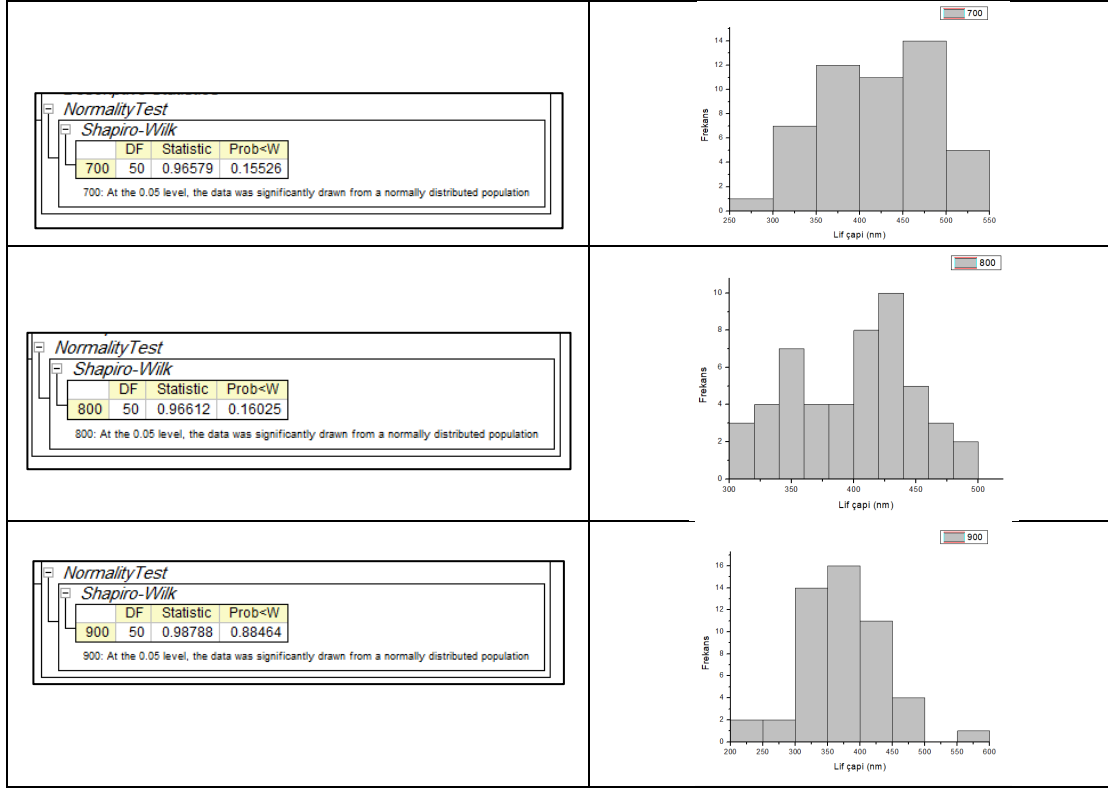 NormalityTest
Shapiro-Wilk
DF Statistic Prob<W
700 50 0.96579 0.15526
700: At the 0.05 level, the data was significantly drawn from a normally distributed population
700
14
12
10
8
6
4
2
0
Frekans
250 300 350 400 450 500 550
Lif çapi (nm)
NormalityTest
Shapiro-Wilk
DF Statistic Prob<W
800 50 0.96612 0.16025
800: At the 0.05 level, the data was significantly drawn from a normally distributed population
800
10
8
6
4
2
0
Frekans
300 350 400 450 500
Lif çapi (nm)
NormalityTest
Shapiro-Wilk
DF Statistic Prob<W
900 50 0.98788 0.88464
900: At the 0.05 level, the data was significantly drawn from a normally distributed population
900
16
14
12
10
8
6
4
2
0
Frekans
200 250 300 350 400 450 500 550 600
Lif çapi (nm)